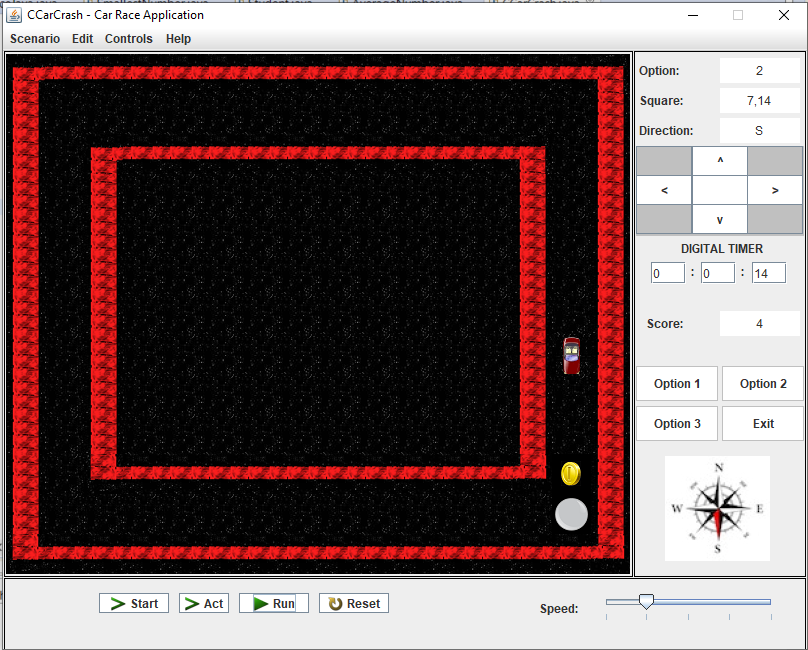 CCarCrash - Car Race Application
Scenario Edit Controls Help
Option: 2
Square: 7,14
Direction: S
^
< >
v
DIGITAL TIMER
0 : 0 : 14
Score: 4
Option 1 Option 2
Option 3 Exit
N
W E
S
Start Act Run Reset
Speed: